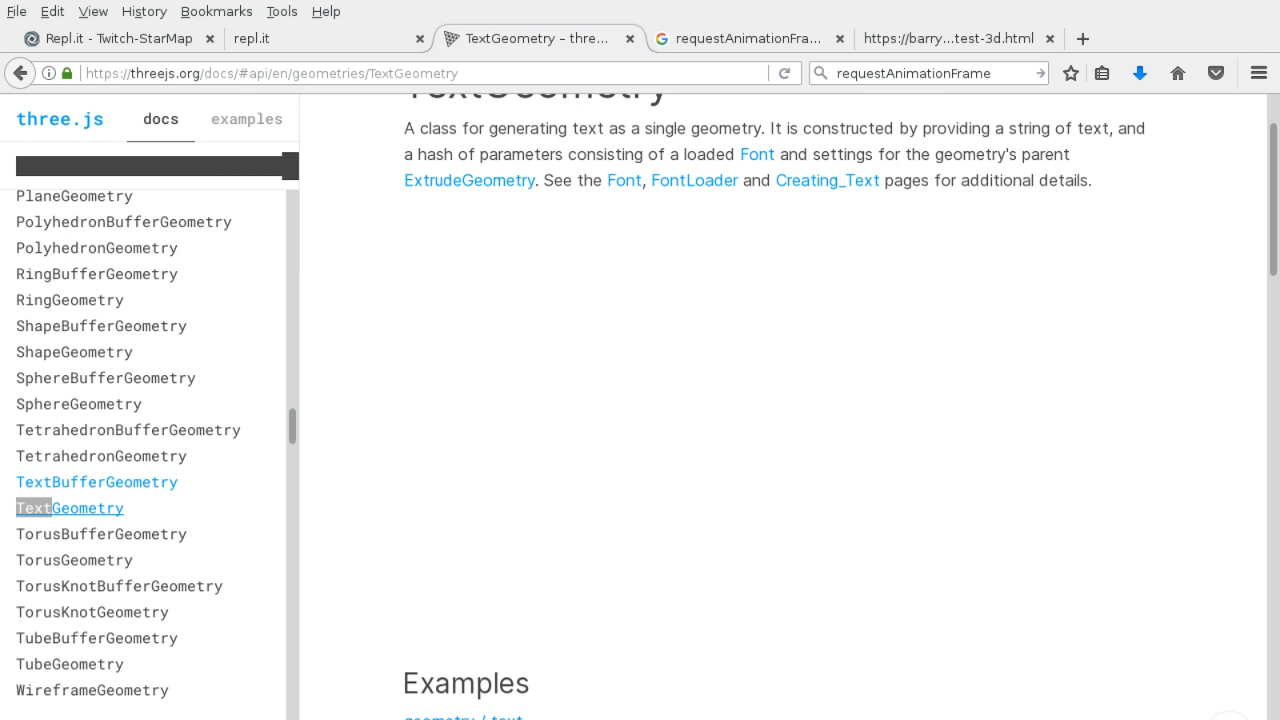 File Edit View History Bookmarks Tools Help
Repl.it - Twitch-StarMap × repl.it × TextGeometry – thre... × requestAnimationFra... × https://barry...test-3d.html × +
https://threejs.org/docs/#api/en/geometries/TextGeometry requestAnimationFrame
three.js docs examples
PlaneGeometry
PolyhedronBufferGeometry
PolyhedronGeometry
RingBufferGeometry
RingGeometry
ShapeBufferGeometry
ShapeGeometry
SphereBufferGeometry
SphereGeometry
TetrahedronBufferGeometry
TetrahedronGeometry
TextBufferGeometry
TextGeometry
TorusBufferGeometry
TorusGeometry
TorusKnotBufferGeometry
TorusKnotGeometry
TubeBufferGeometry
TubeGeometry
WireframeGeometry
TextGeometry
A class for generating text as a single geometry. It is constructed by providing a string of text, and
a hash of parameters consisting of a loaded Font and settings for the geometry's parent
ExtrudeGeometry. See the Font, FontLoader and Creating_Text pages for additional details.
Examples
geometry / text